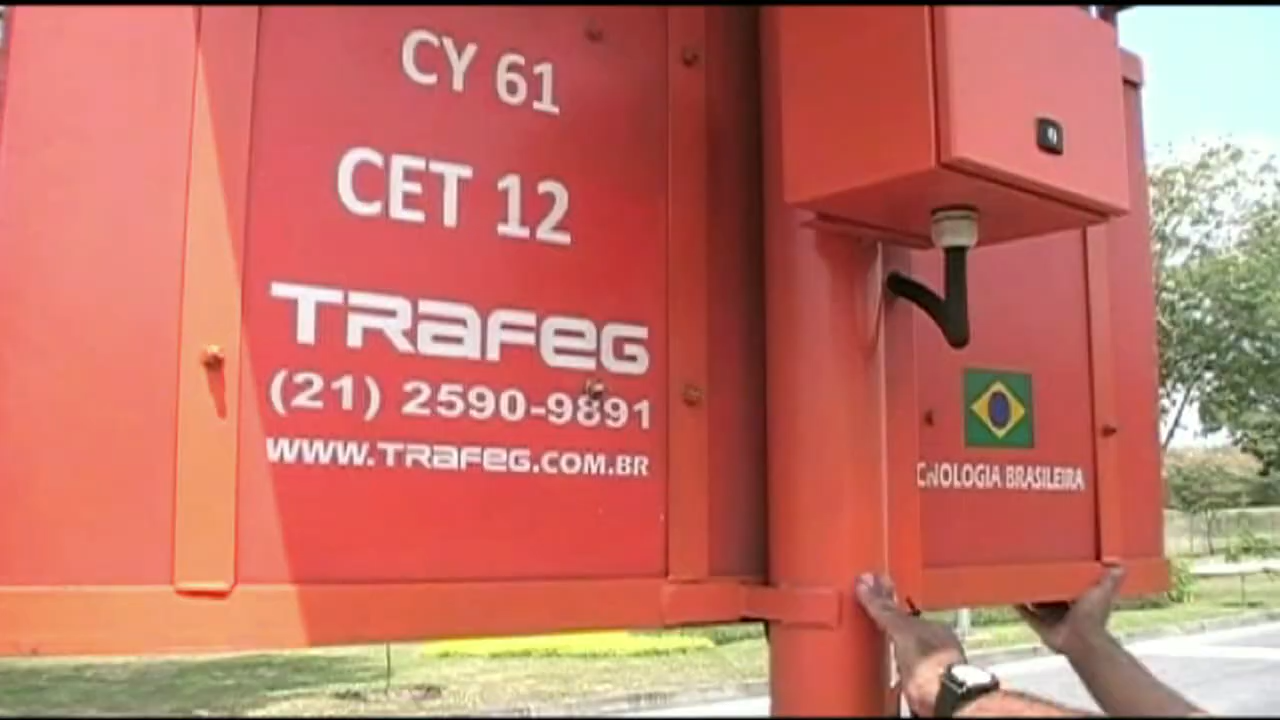 CY 61
CET 12
TRAFEG
(21) 2590-9891
WWW.TRAFEG.COM.BR
CNOLOGIA BRASILEIRA